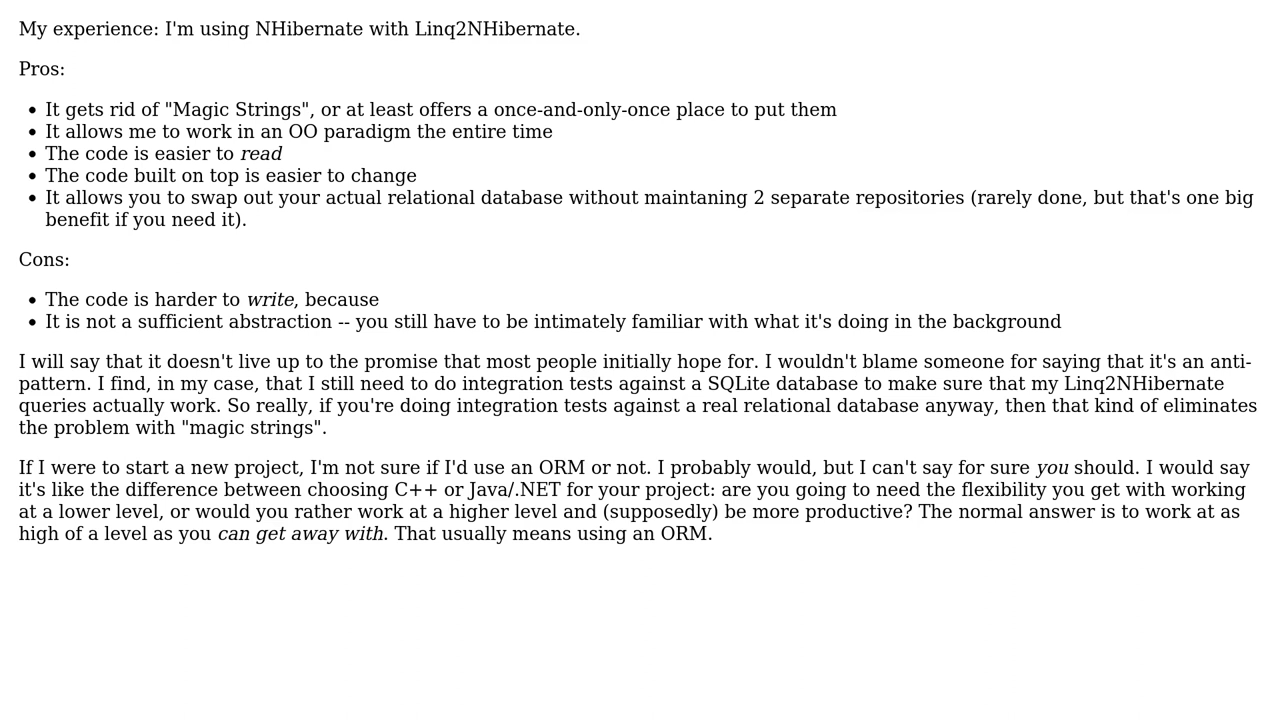 My experience: I'm using NHibernate with Linq2NHibernate.
Pros:
• It gets rid of "Magic Strings", or at least offers a once-and-only-once place to put them
• It allows me to work in an OO paradigm the entire time
• The code is easier to read
• The code built on top is easier to change
• It allows you to swap out your actual relational database without maintaning 2 separate repositories (rarely done, but that's one big
benefit if you need it).
Cons:
• The code is harder to write, because
• It is not a sufficient abstraction -- you still have to be intimately familiar with what it's doing in the background
I will say that it doesn't live up to the promise that most people initially hope for. I wouldn't blame someone for saying that it's an anti-
pattern. I find, in my case, that I still need to do integration tests against a SQLite database to make sure that my Linq2NHibernate
queries actually work. So really, if you're doing integration tests against a real relational database anyway, then that kind of eliminates
the problem with "magic strings".
If I were to start a new project, I'm not sure if I'd use an ORM or not. I probably would, but I can't say for sure you should. I would say
it's like the difference between choosing C++ or Java/.NET for your project: are you going to need the flexibility you get with working
at a lower level, or would you rather work at a higher level and (supposedly) be more productive? The normal answer is to work at as
high of a level as you can get away with. That usually means using an ORM.